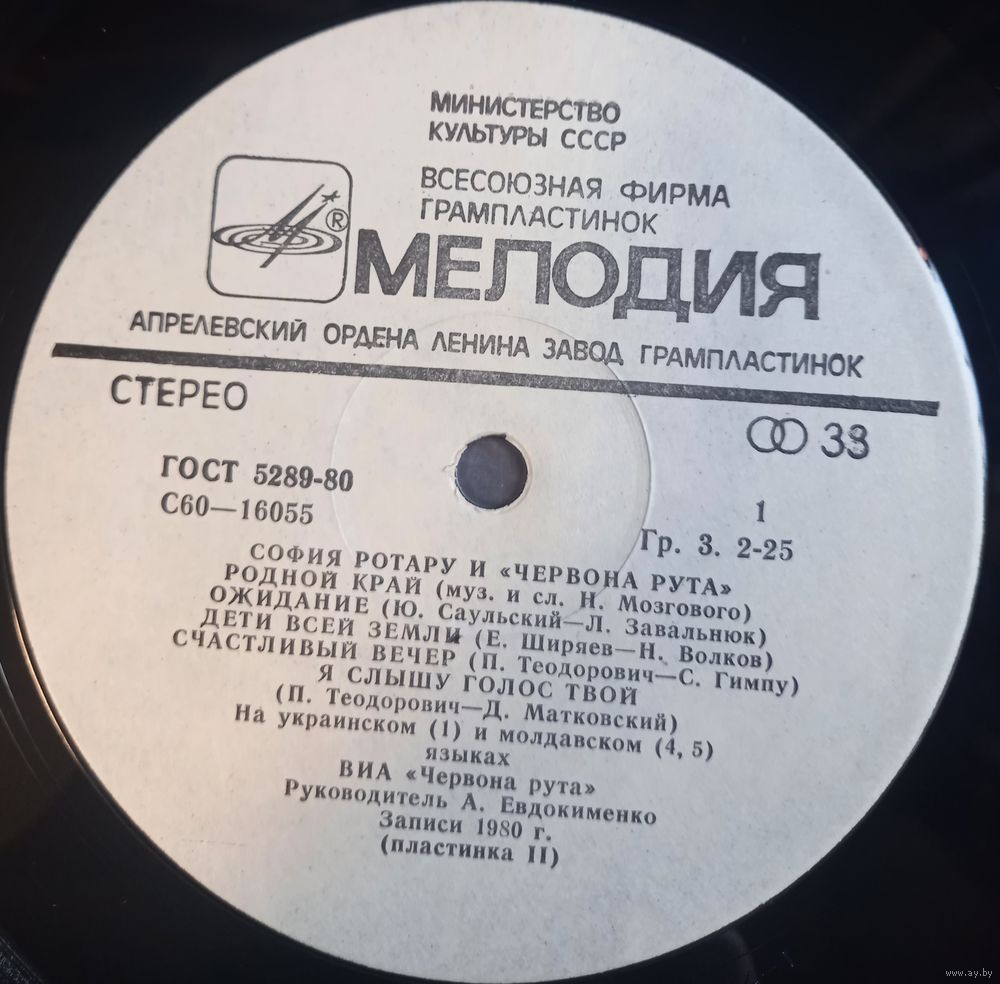 МИНИСТЕРСТВО
КУЛЬТУРЫ СССР
ВСЕСОЮЗНАЯ ФИРМА
ГРАМПЛАСТИНОК
®
МЕЛОДИЯ
АПРЕЛЕВСКИЙ ОРДЕНА ЛЕНИНА ЗАВОД ГРАМПЛАСТИНОК
СТЕРЕО
33
ГОСТ 5289-80
С60—16055
1
Гр. 3. 2-25
СОФИЯ РОТАРУ И «ЧЕРВОНА РУТА»
РОДНОЙ КРАЙ (муз. и сл. Н. Мозгового)
ОЖИДАНИЕ (Ю. Саульский—Л. Завальнюк)
ДЕТИ ВСЕЙ ЗЕМЛИ (Е. Ширяев—Н. Волков)
СЧАСТЛИВЫЙ ВЕЧЕР (П. Теодорович—С. Гимпу)
Я СЛЫШУ ГОЛОС ТВОЙ
(П. Теодорович—Д. Матковский)
На украинском (1) и молдавском (4, 5)
языках
ВИА «Червона рута»
Руководитель А. Евдокименко
Записи 1980 г.
(пластинка II)
www.ay.by